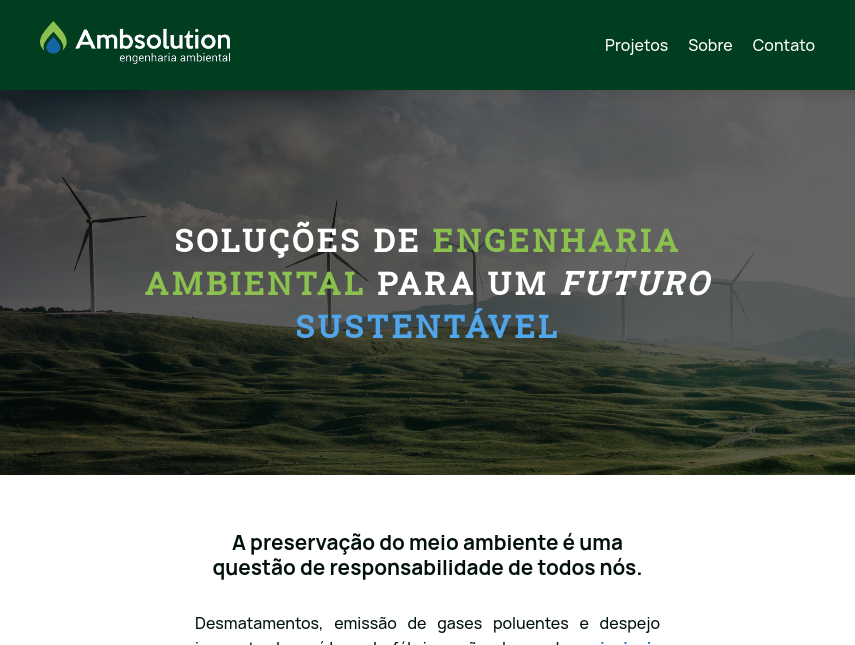 Ambsolution
engenharia ambiental
Projetos Sobre Contato
SOLUÇÕES DE ENGENHARIA
AMBIENTAL PARA UM FUTURO
SUSTENTÁVEL
A preservação do meio ambiente é uma
questão de responsabilidade de todos nós.
Desmatamentos, emissão de gases poluentes e despejo